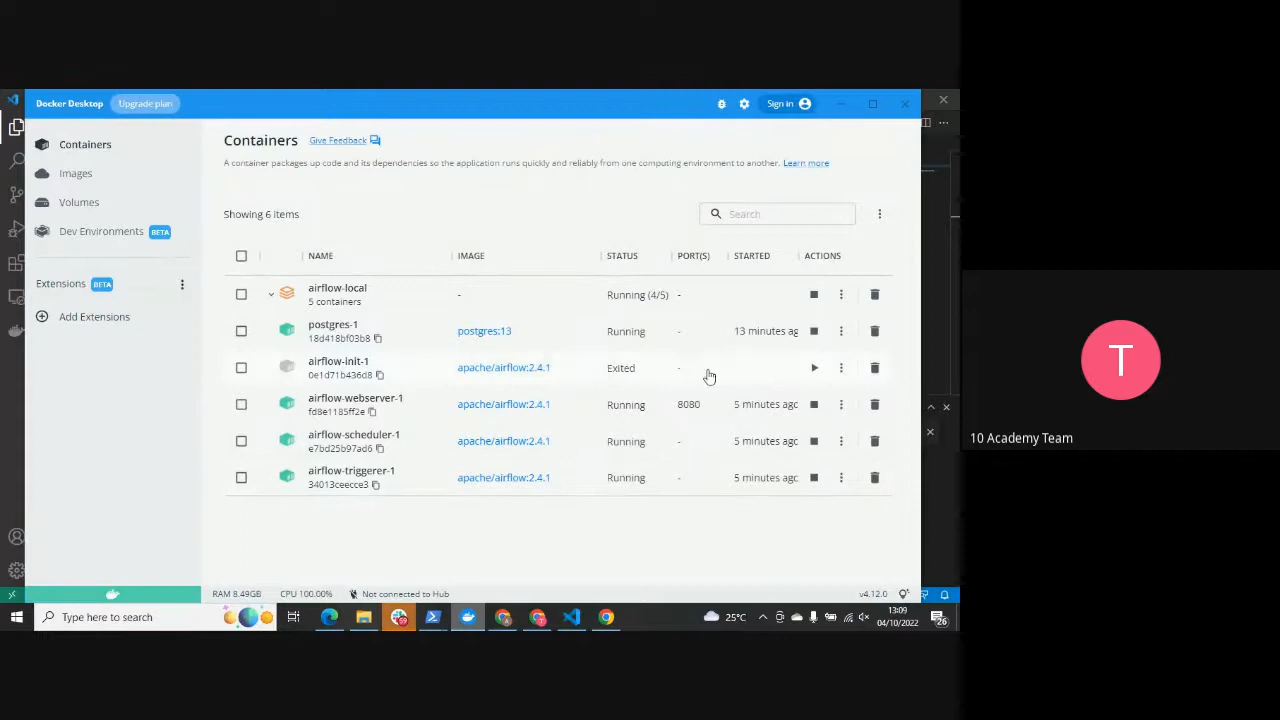 Docker Desktop Upgrade plan Sign in
Containers
Images
Volumes
Dev Environments BETA
Extensions BETA
Add Extensions
Containers Give Feedback
A container packages up code and its dependencies so the application runs quickly and reliably from one computing environment to another. Learn more
Showing 6 items
Search
NAME IMAGE STATUS PORT(S) STARTED ACTIONS
airflow-local - Running (4/5) -
5 containers
postgres-1 postgres:13 Running - 13 minutes ag
18d418bf03b8
airflow-init-1 apache/airflow:2.4.1 Exited -
0e1d71b436d8
airflow-webserver-1 apache/airflow:2.4.1 Running 8080 5 minutes agc
fd8e1185ff2e
airflow-scheduler-1 apache/airflow:2.4.1 Running - 5 minutes agc
e7bd25b97ad6
airflow-triggerer-1 apache/airflow:2.4.1 Running - 5 minutes agc
34013ceecce3
RAM 8.49GB CPU 100.00% Not connected to Hub v4.12.0
Type here to search
25°C
13:09
04/10/2022
26
T
10 Academy Team